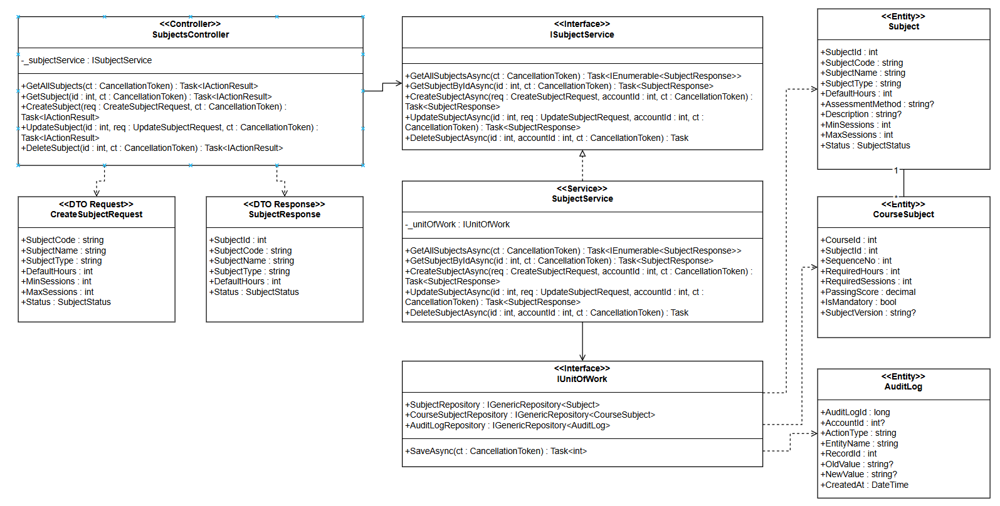 <<Controller>>
SubjectsController
-_subjectService : ISubjectService
+GetAllSubjects(ct : CancellationToken) : Task<IActionResult>
+GetSubject(id : int, ct : CancellationToken) : Task<IActionResult>
+CreateSubject(req : CreateSubjectRequest, ct : CancellationToken) :
Task<IActionResult>
+UpdateSubject(id : int, req : UpdateSubjectRequest, ct : CancellationToken) :
Task<IActionResult>
+DeleteSubject(id : int, ct : CancellationToken) : Task<IActionResult>
<<DTO Request>>
CreateSubjectRequest
+SubjectCode : string
+SubjectName : string
+SubjectType : string
+DefaultHours : int
+MinSessions : int
+MaxSessions : int
+Status : SubjectStatus
<<DTO Response>>
SubjectResponse
+SubjectId : int
+SubjectCode : string
+SubjectName : string
+SubjectType : string
+DefaultHours : int
+Status : SubjectStatus
<<Interface>>
ISubjectService
+GetAllSubjectsAsync(ct : CancellationToken) : Task<IEnumerable<SubjectResponse>>
+GetSubjectByIdAsync(id : int, ct : CancellationToken) : Task<SubjectResponse>
+CreateSubjectAsync(req : CreateSubjectRequest, accountId : int, ct : CancellationToken) :
Task<SubjectResponse>
+UpdateSubjectAsync(id : int, req : UpdateSubjectRequest, accountId : int, ct :
CancellationToken) : Task<SubjectResponse>
+DeleteSubjectAsync(id : int, accountId : int, ct : CancellationToken) : Task
<<Service>>
SubjectService
-_unitOfWork : IUnitOfWork
+GetAllSubjectsAsync(ct : CancellationToken) : Task<IEnumerable<SubjectResponse>>
+GetSubjectByIdAsync(id : int, ct : CancellationToken) : Task<SubjectResponse>
+CreateSubjectAsync(req : CreateSubjectRequest, accountId : int, ct : CancellationToken) :
Task<SubjectResponse>
+UpdateSubjectAsync(id : int, req : UpdateSubjectRequest, accountId : int, ct :
CancellationToken) : Task<SubjectResponse>
+DeleteSubjectAsync(id : int, accountId : int, ct : CancellationToken) : Task
<<Interface>>
IUnitOfWork
+SubjectRepository : IGenericRepository<Subject>
+CourseSubjectRepository : IGenericRepository<CourseSubject>
+AuditLogRepository : IGenericRepository<AuditLog>
+SaveAsync(ct : CancellationToken) : Task<int>
<<Entity>>
Subject
+SubjectId : int
+SubjectCode : string
+SubjectName : string
+SubjectType : string
+DefaultHours : int
+AssessmentMethod : string?
+Description : string?
+MinSessions : int
+MaxSessions : int
+Status : SubjectStatus
1
*
<<Entity>>
CourseSubject
+CourseId : int
+SubjectId : int
+SequenceNo : int
+RequiredHours : int
+RequiredSessions : int
+PassingScore : decimal
+IsMandatory : bool
+SubjectVersion : string?
<<Entity>>
AuditLog
+AuditLogId : long
+AccountId : int?
+ActionType : string
+EntityName : string
+RecordId : int
+OldValue : string?
+NewValue : string?
+CreatedAt : DateTime